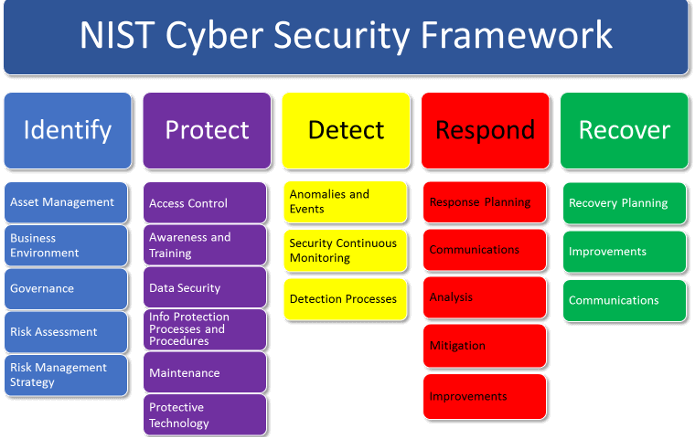 NIST Cyber Security Framework
Identify
Asset Management
Business
Environment
Governance
Risk Assessment
Risk Management
Strategy
Protect
Access Control
Awareness and
Training
Data Security
Info Protection
Processes and
Procedures
Maintenance
Protective
Technology
Detect
Anomalies and
Events
Security Continuous
Monitoring
Detection Processes
Respond
Response Planning
Communications
Analysis
Mitigation
Improvements
Recover
Recovery Planning
Improvements
Communications